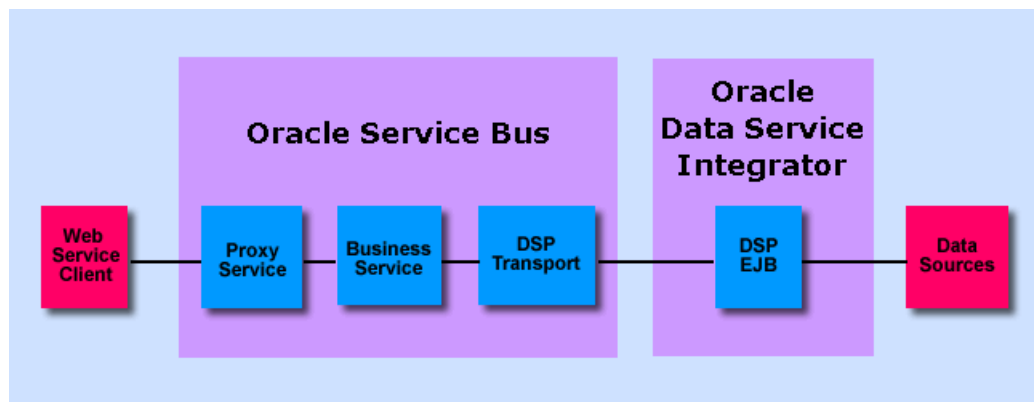 Oracle Service Bus
Oracle
Data Service
Integrator
Web
Service
Client
Proxy
Service
Business
Service
DSP
Transport
DSP
EJB
Data
Sources